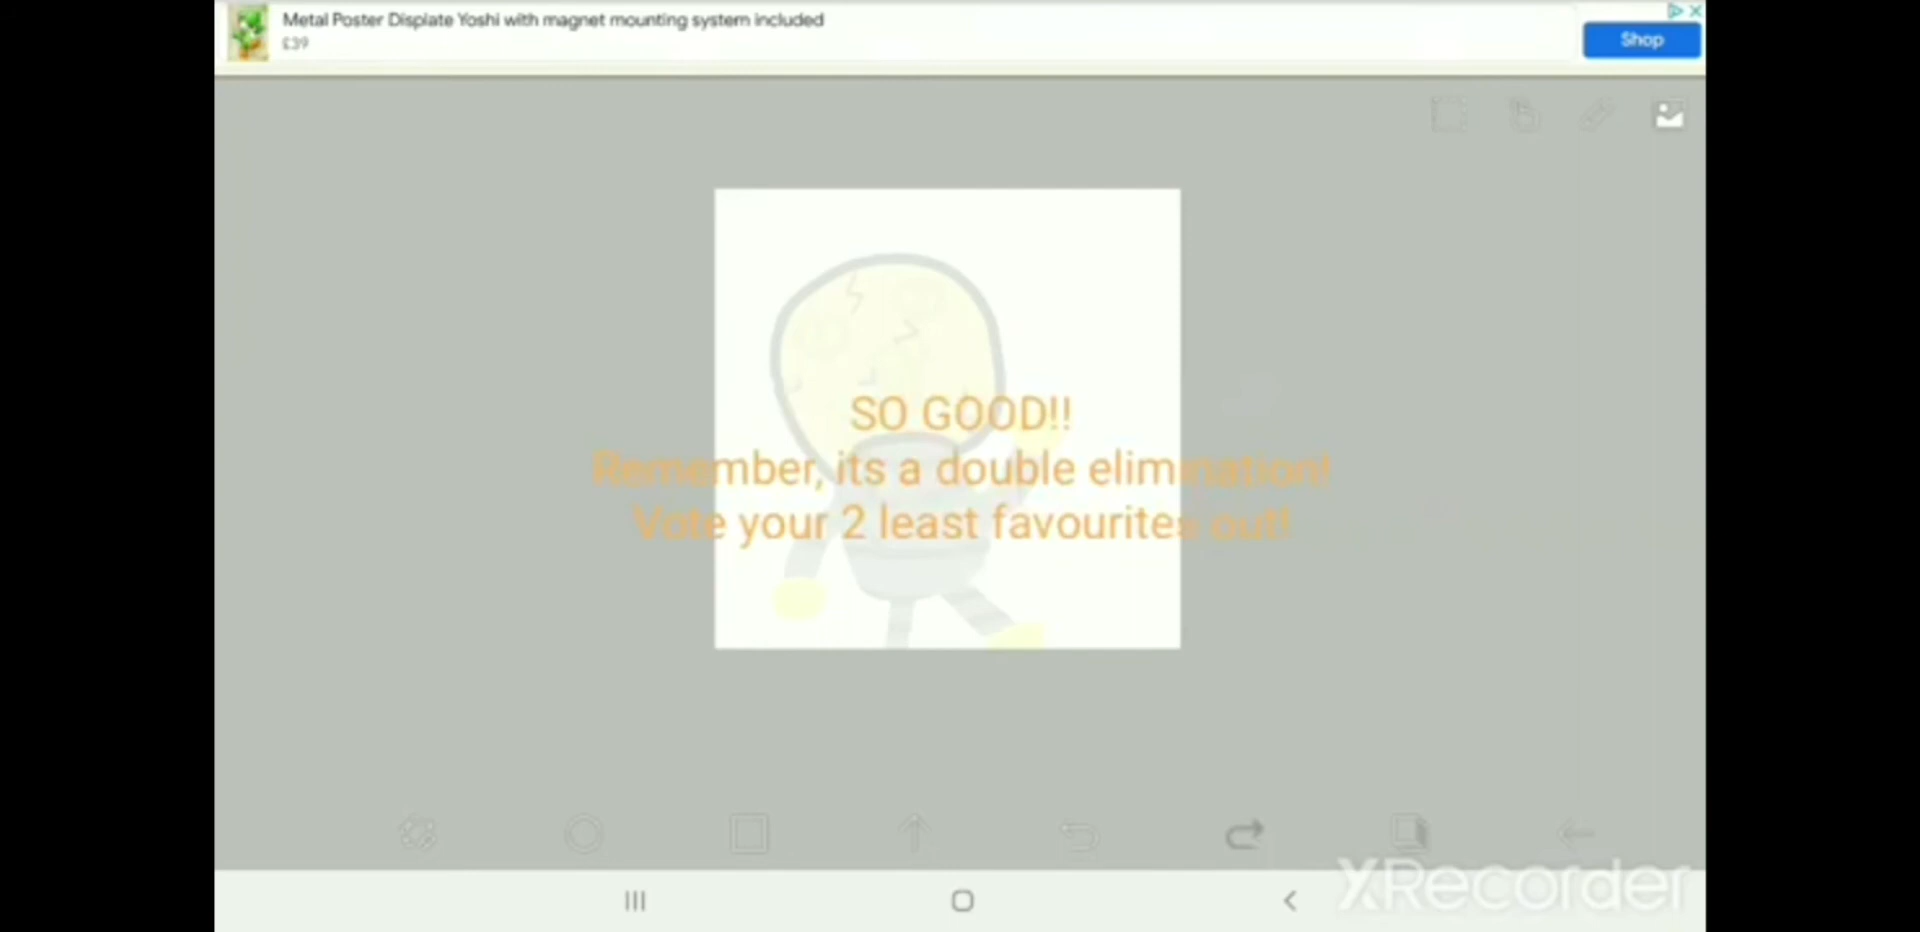 Metal Poster Displate Yoshi with magnet mounting system included
£39
Shop
SO GOOD!!
Remember, its a double elimination!
Vote your 2 least favourites out!
XRecorder